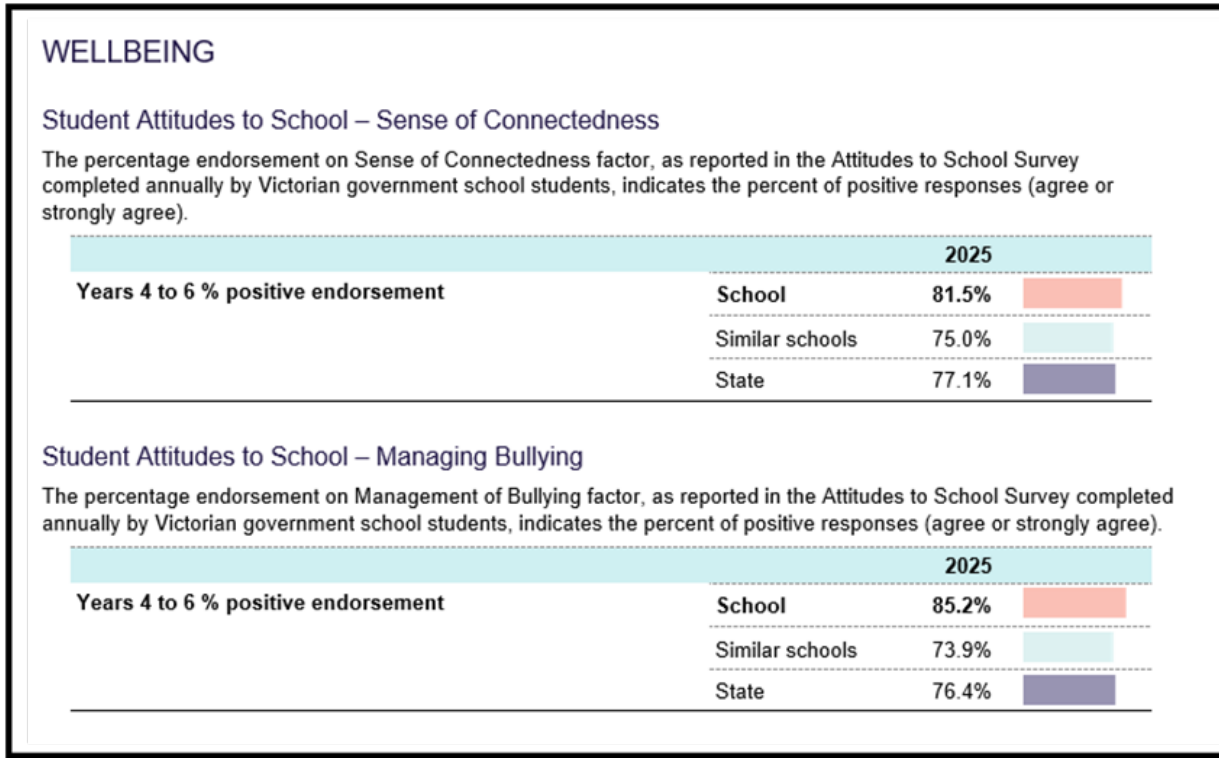 WELLBEING
Student Attitudes to School – Sense of Connectedness
The percentage endorsement on Sense of Connectedness factor, as reported in the Attitudes to School Survey
completed annually by Victorian government school students, indicates the percent of positive responses (agree or
strongly agree).
2025
Years 4 to 6 % positive endorsement School 81.5%
Similar schools 75.0%
State 77.1%
Student Attitudes to School – Managing Bullying
The percentage endorsement on Management of Bullying factor, as reported in the Attitudes to School Survey completed
annually by Victorian government school students, indicates the percent of positive responses (agree or strongly agree).
2025
Years 4 to 6 % positive endorsement School 85.2%
Similar schools 73.9%
State 76.4%